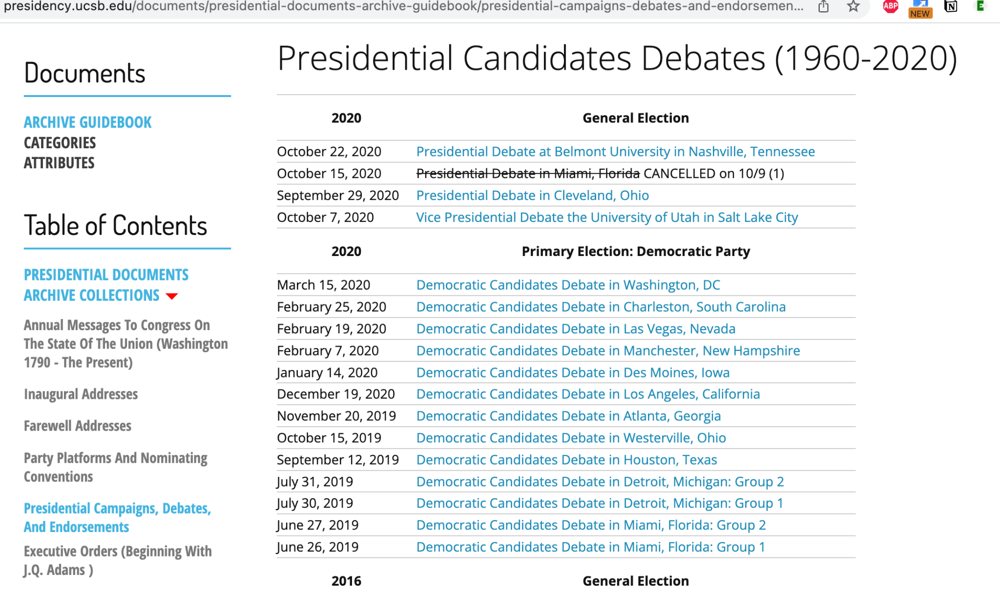 presidency.ucsb.edu/documents/presidential-documents-archive-guidebook/presidential-campaigns-debates-and-endorsemen...
ABP
NEW
N
E
Documents
ARCHIVE GUIDEBOOK
CATEGORIES
ATTRIBUTES
Table of Contents
PRESIDENTIAL DOCUMENTS
ARCHIVE COLLECTIONS
Annual Messages To Congress On
The State Of The Union (Washington
1790 - The Present)
Inaugural Addresses
Farewell Addresses
Party Platforms And Nominating
Conventions
Presidential Campaigns, Debates,
And Endorsements
Executive Orders (Beginning With
J.Q. Adams )
Presidential Candidates Debates (1960-2020)
2020 General Election
October 22, 2020 Presidential Debate at Belmont University in Nashville, Tennessee
October 15, 2020 Presidential Debate in Miami, Florida CANCELLED on 10/9 (1)
September 29, 2020 Presidential Debate in Cleveland, Ohio
October 7, 2020 Vice Presidential Debate the University of Utah in Salt Lake City
2020 Primary Election: Democratic Party
March 15, 2020 Democratic Candidates Debate in Washington, DC
February 25, 2020 Democratic Candidates Debate in Charleston, South Carolina
February 19, 2020 Democratic Candidates Debate in Las Vegas, Nevada
February 7, 2020 Democratic Candidates Debate in Manchester, New Hampshire
January 14, 2020 Democratic Candidates Debate in Des Moines, Iowa
December 19, 2020 Democratic Candidates Debate in Los Angeles, California
November 20, 2019 Democratic Candidates Debate in Atlanta, Georgia
October 15, 2019 Democratic Candidates Debate in Westerville, Ohio
September 12, 2019 Democratic Candidates Debate in Houston, Texas
July 31, 2019 Democratic Candidates Debate in Detroit, Michigan: Group 2
July 30, 2019 Democratic Candidates Debate in Detroit, Michigan: Group 1
June 27, 2019 Democratic Candidates Debate in Miami, Florida: Group 2
June 26, 2019 Democratic Candidates Debate in Miami, Florida: Group 1
2016 General Election